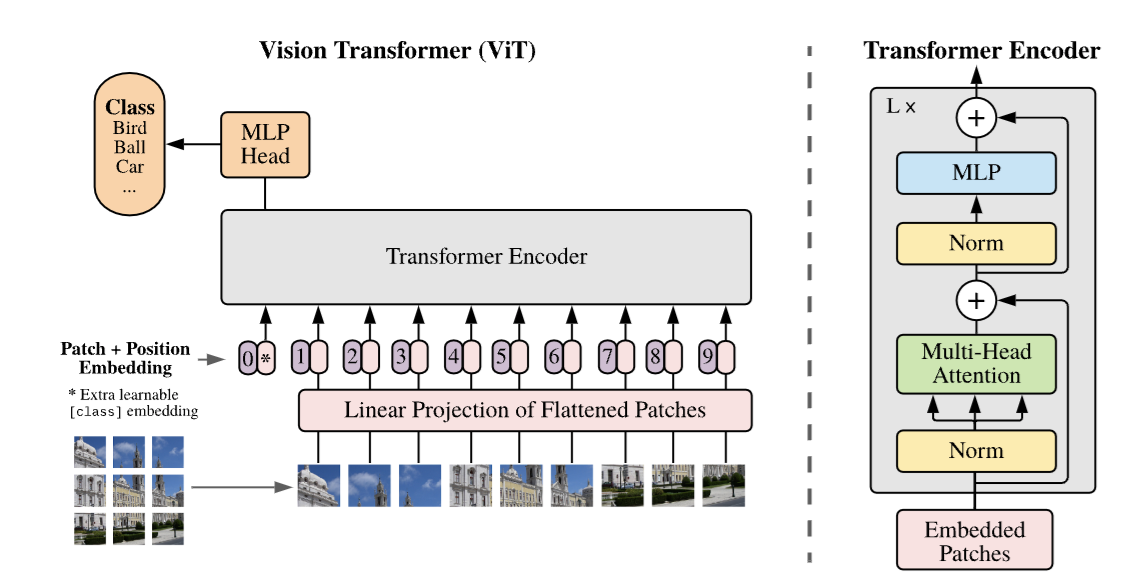 Vision Transformer (ViT)
Class
Bird
Ball
Car
...
MLP
Head
Transformer Encoder
Patch + Position
Embedding
0 * 1 2 3 4 5 6 7 8 9
* Extra learnable
[class] embedding
Linear Projection of Flattened Patches
Transformer Encoder
L x
+
MLP
Norm
+
Multi-Head
Attention
Norm
Embedded
Patches